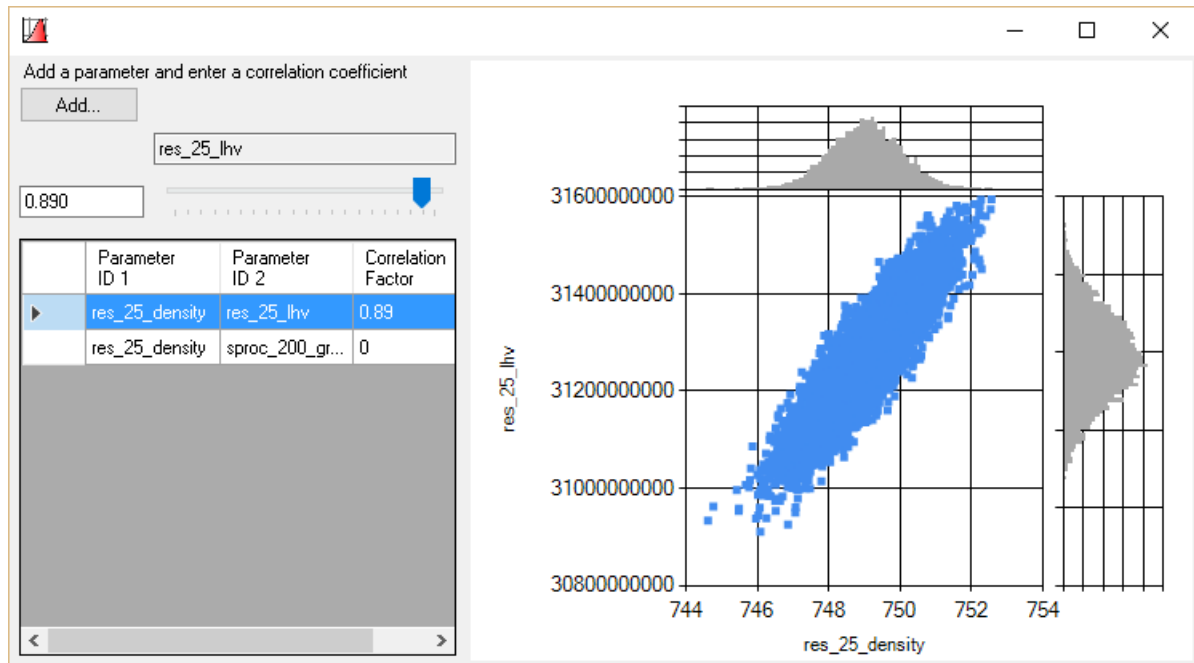 Add a parameter and enter a correlation coefficient
Add...
res_25_lhv
0.890
Parameter ID 1
Parameter ID 2
Correlation Factor
res_25_density res_25_lhv 0.89
res_25_density sproc_200_gr... 0
31600000000
31400000000
31200000000
31000000000
30800000000
res_25_lhv
744 746 748 750 752 754
res_25_density